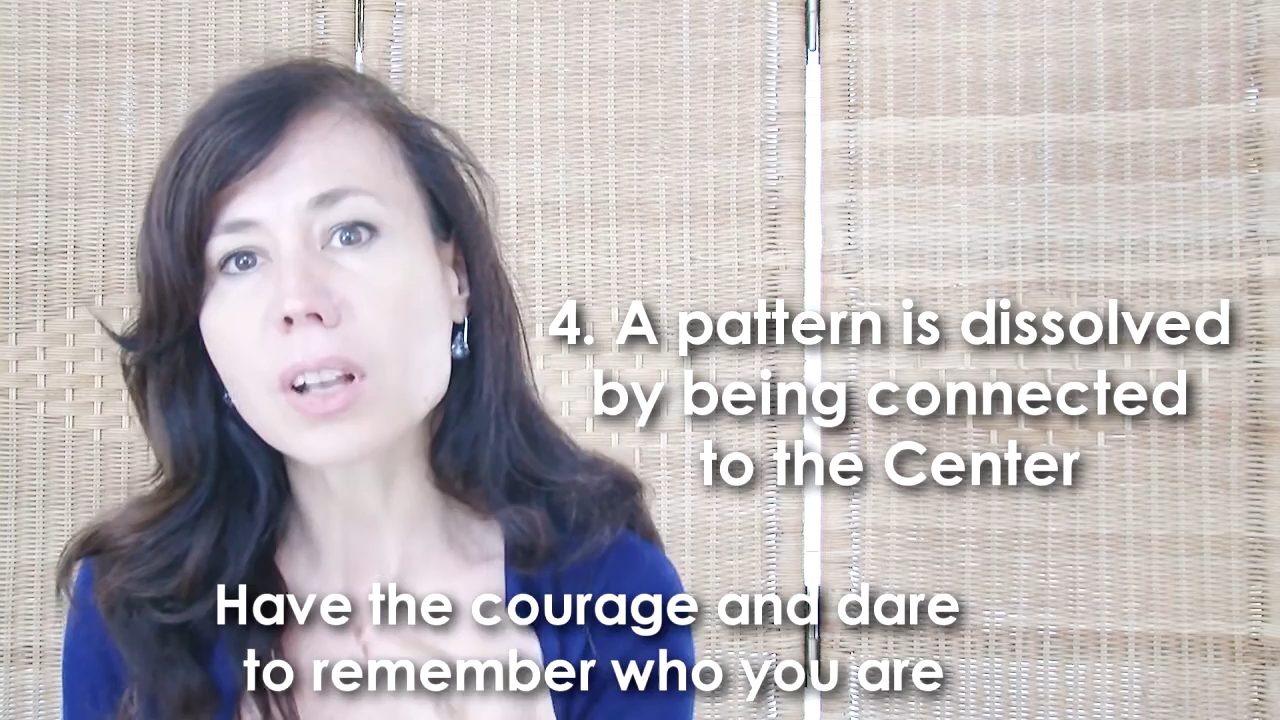 4. A pattern is dissolved
by being connected
to the Center
Have the courage and dare
to remember who you are